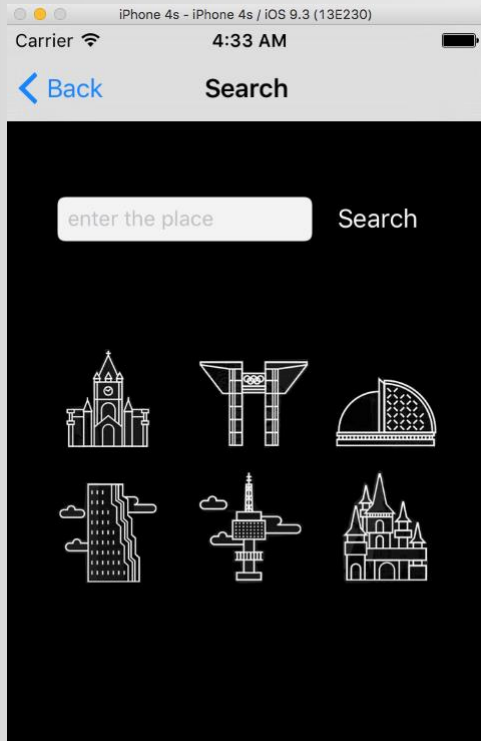 iPhone 4s - iPhone 4s / iOS 9.3 (13E230)
Carrier 4:33 AM
Back Search
enter the place Search